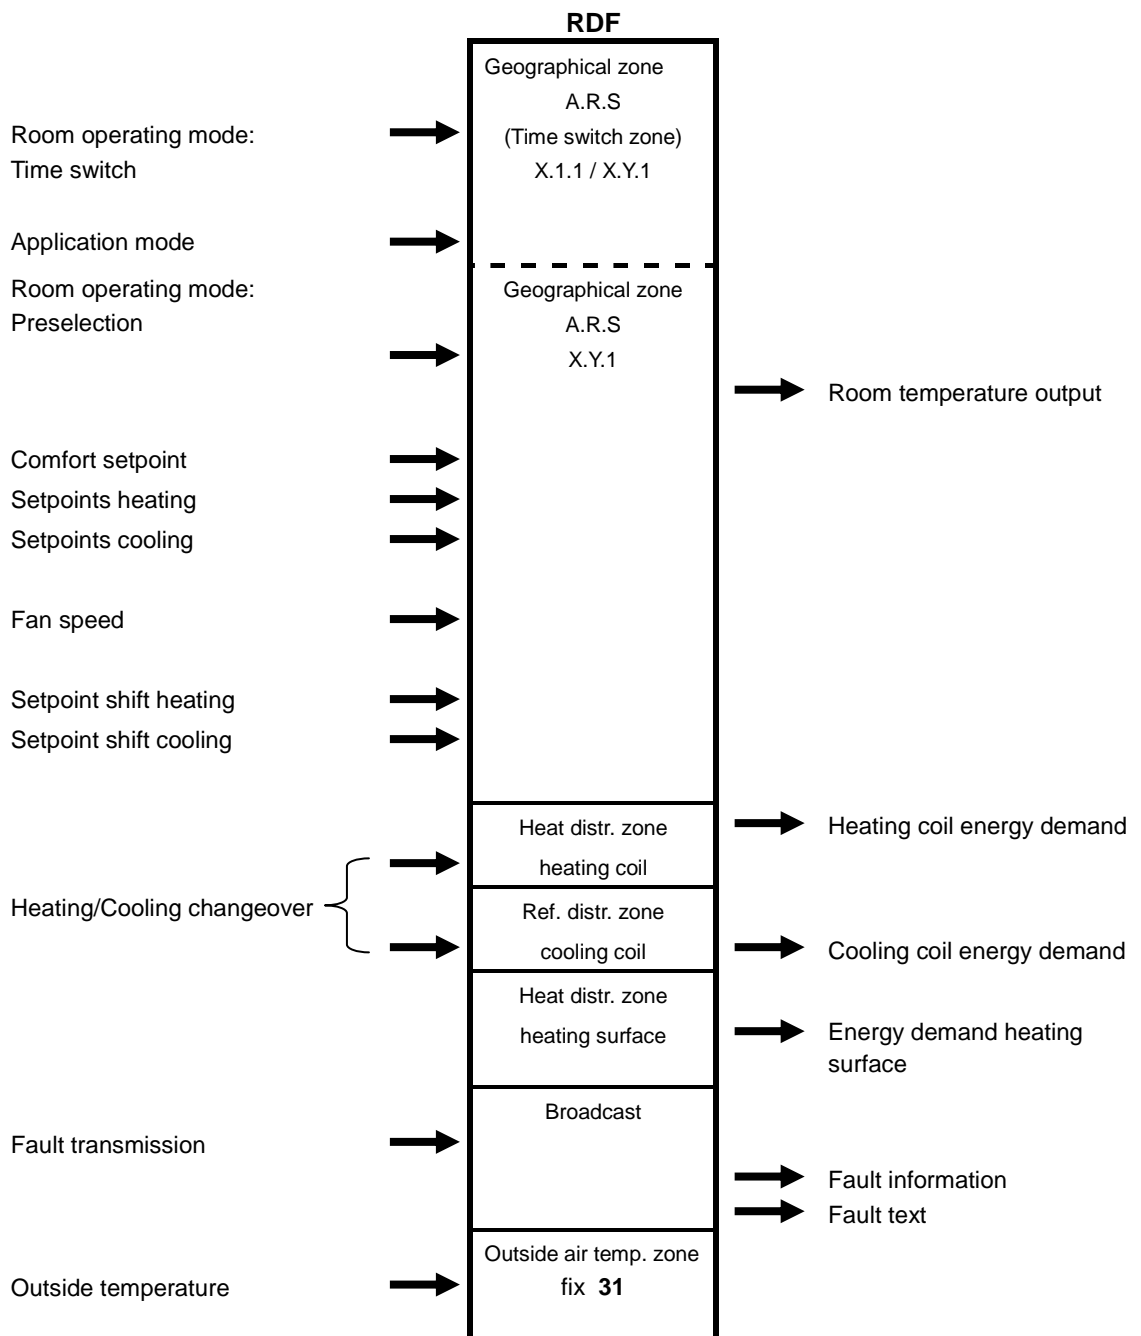 RDF
Geographical zone
A.R.S
Room operating mode:
(Time switch zone)
Time switch
X.1.1 / X.Y.1
Application mode
Room operating mode:
Geographical zone
Preselection
A.R.S
X.Y.1
Room temperature output
Comfort setpoint
Setpoints heating
Setpoints cooling
Fan speed
Setpoint shift heating
Setpoint shift cooling
Heat distr. zone
Heating coil energy demand
heating coil
Heating/Cooling changeover
Ref. distr. zone
cooling coil
Cooling coil energy demand
Heat distr. zone
heating surface
Energy demand heating
surface
Broadcast
Fault transmission
Fault information
Fault text
Outside air temp. zone
Outside temperature
fix 31